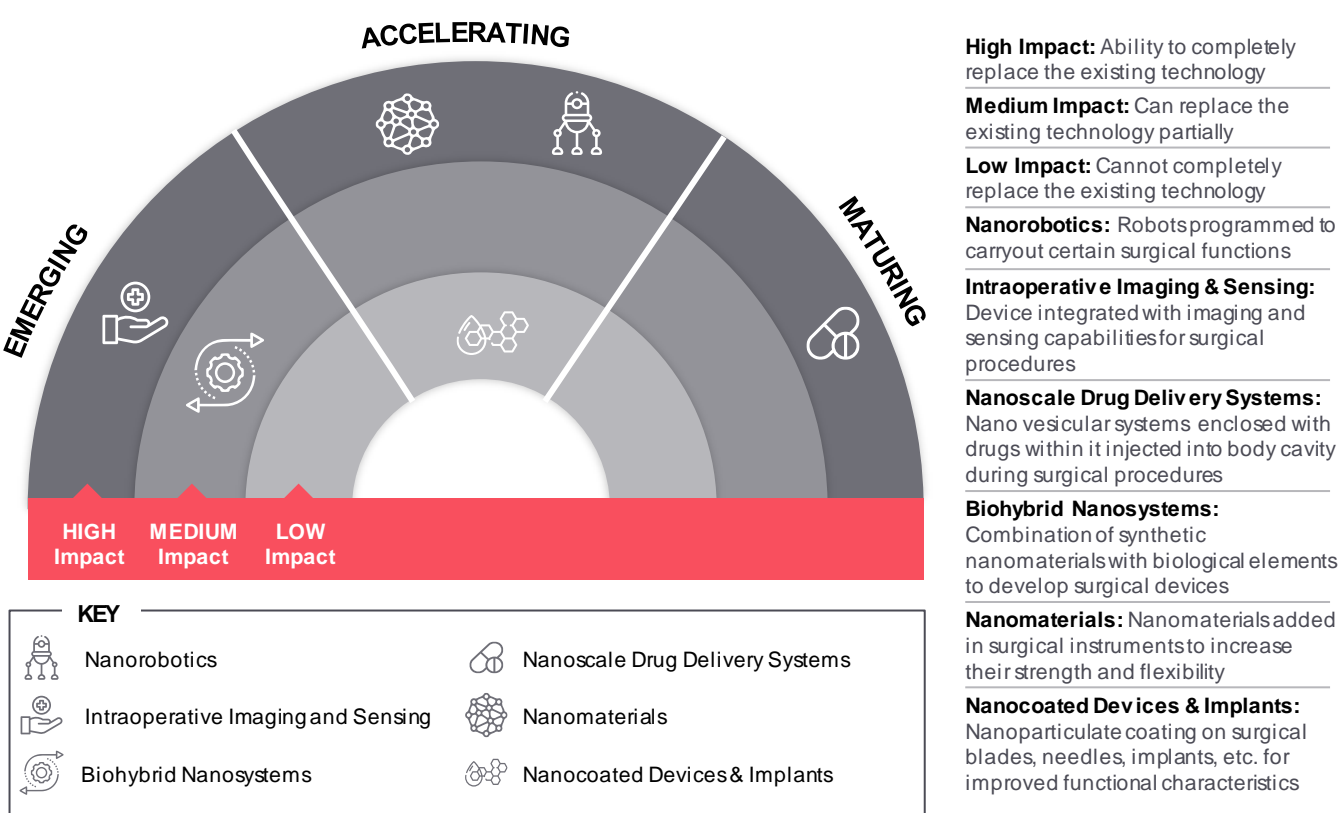 ACCELERATING
EMERGING
MATURING
HIGH
Impact
MEDIUM
Impact
LOW
Impact
KEY
Nanorobotics
Intraoperative Imaging and Sensing
Biohybrid Nanosystems
Nanoscale Drug Delivery Systems
Nanomaterials
Nanocoated Devices & Implants
High Impact: Ability to completely
replace the existing technology
Medium Impact: Can replace the
existing technology partially
Low Impact: Cannot completely
replace the existing technology
Nanorobotics: Robots programmed to
carryout certain surgical functions
Intraoperative Imaging & Sensing:
Device integrated with imaging and
sensing capabilities for surgical
procedures
Nanoscale Drug Delivery Systems:
Nano vesicular systems enclosed with
drugs within it injected into body cavity
during surgical procedures
Biohybrid Nanosystems:
Combination of synthetic
nanomaterials with biological elements
to develop surgical devices
Nanomaterials: Nanomaterials added
in surgical instruments to increase
their strength and flexibility
Nanocoated Devices & Implants:
Nanoparticulate coating on surgical
blades, needles, implants, etc. for
improved functional characteristics